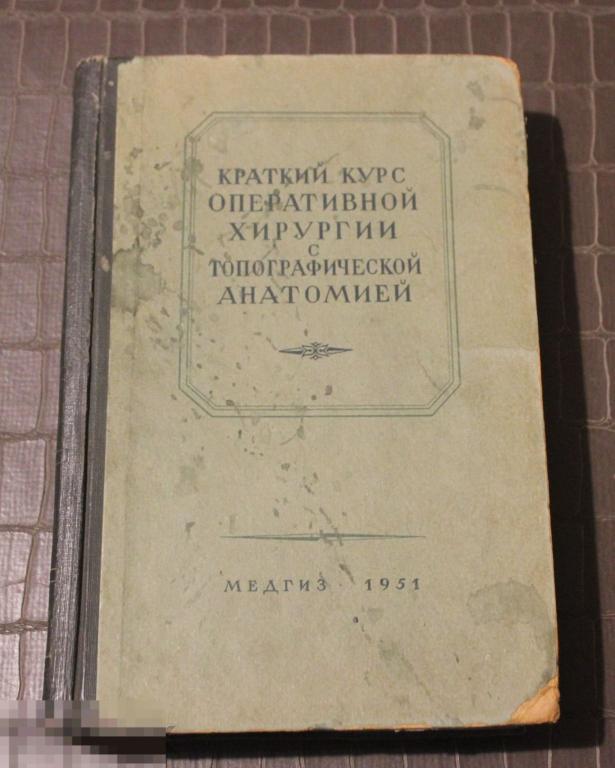 КРАТКИЙ КУРС
ОПЕРАТИВНОЙ
ХИРУРГИИ
С
ТОПОГРАФИЧЕСКОЙ
АНАТОМИЕЙ
МЕДГИЗ · 1951